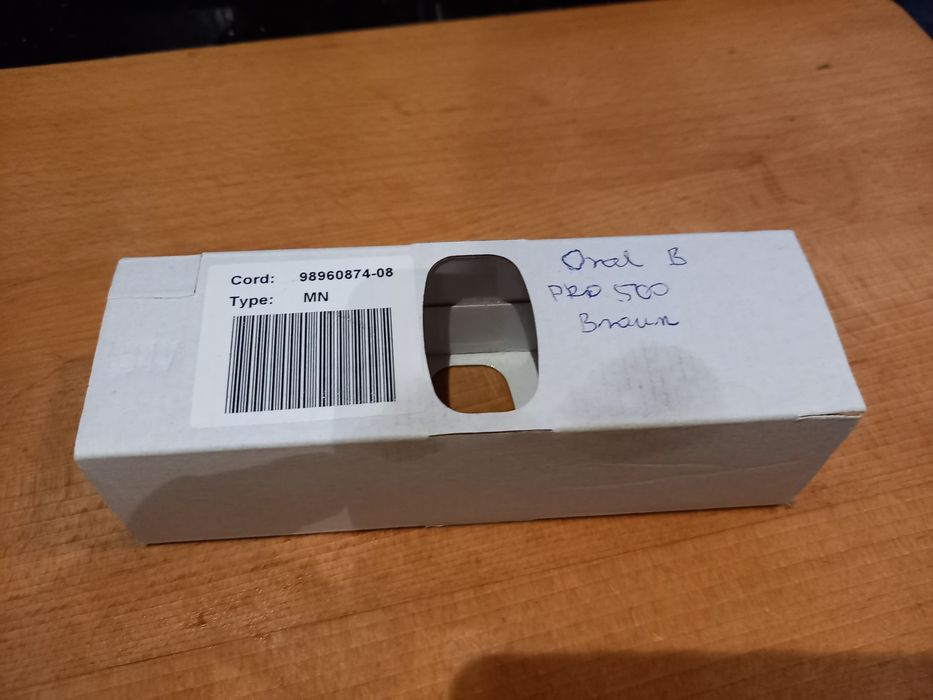 Cord: 98960874-08
Type: MN
Oral B
PRO 500
Braun